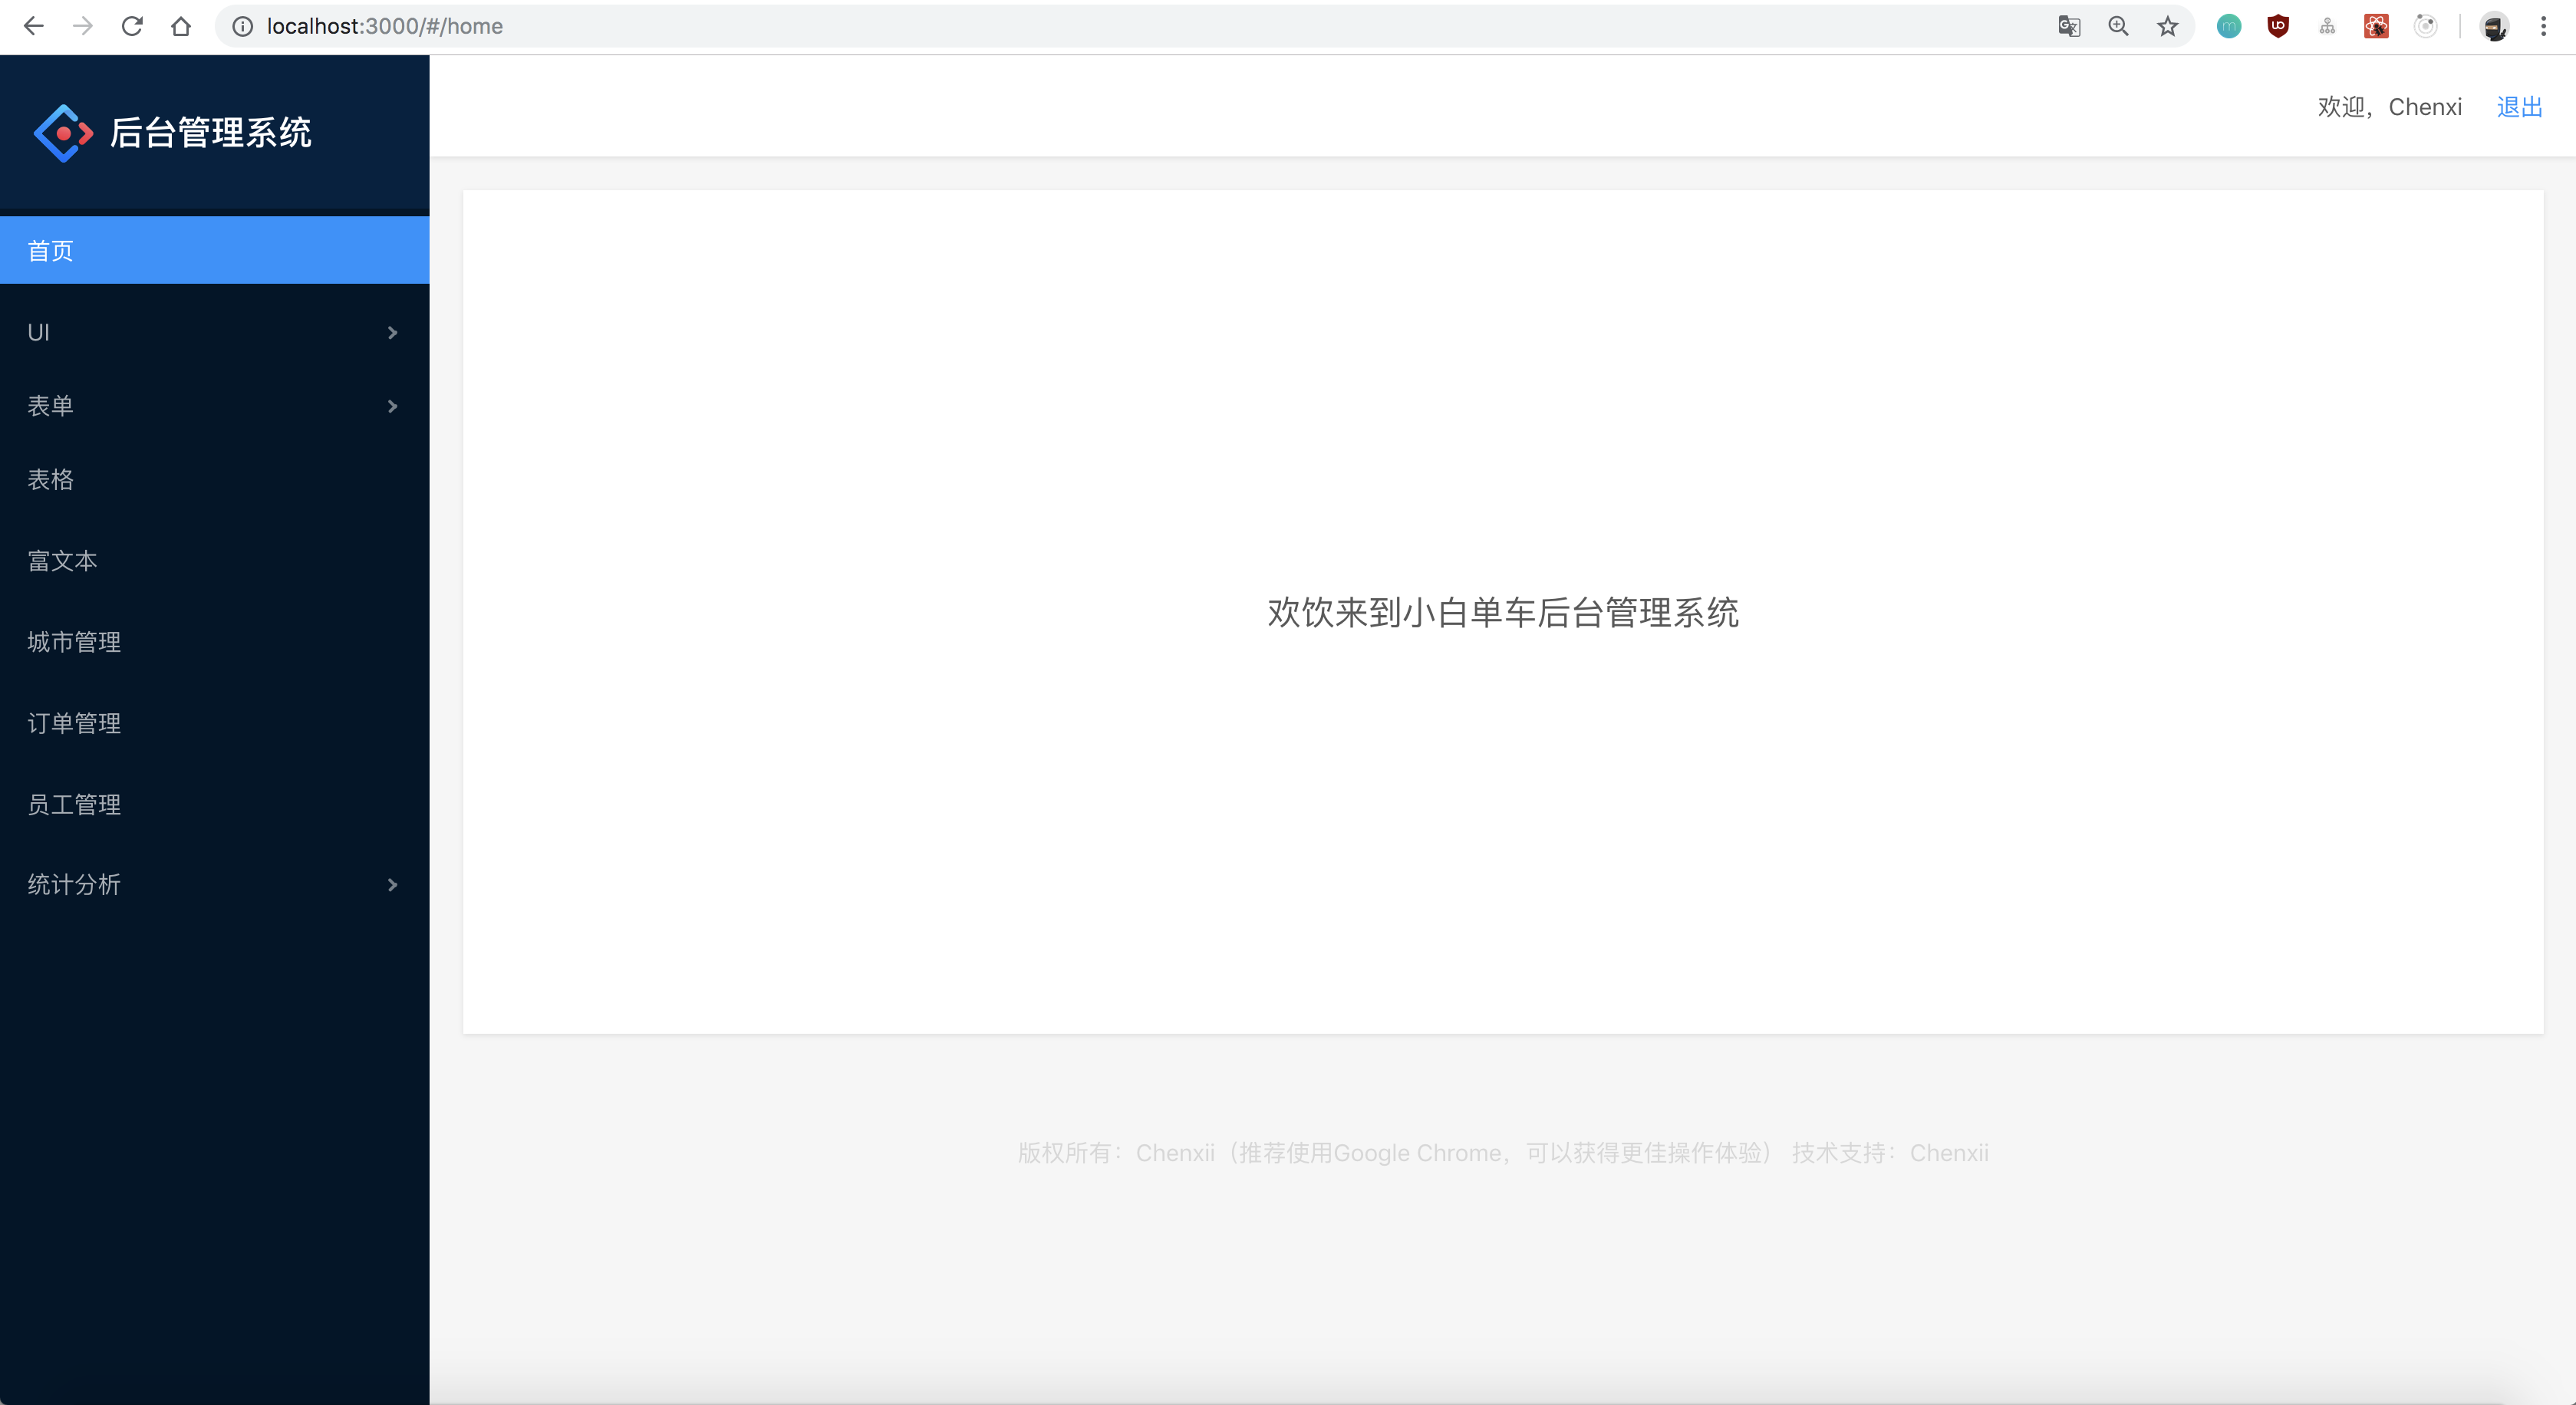 localhost:3000/#/home
后台管理系统
欢迎，Chenxi 退出
首页
UI
表单
表格
富文本
城市管理
订单管理
员工管理
统计分析
欢饮来到小白单车后台管理系统
版权所有：Chenxii（推荐使用Google Chrome，可以获得更佳操作体验） 技术支持：Chenxii